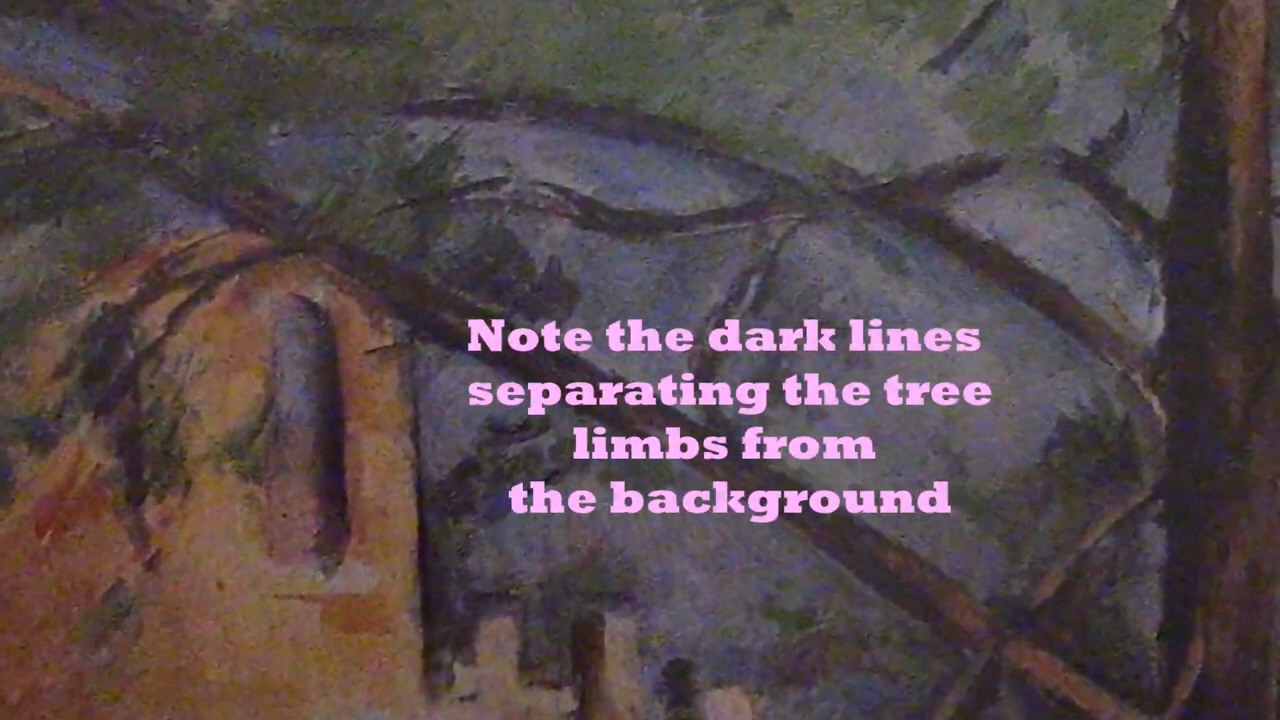 Note the dark lines
separating the tree
limbs from
the background